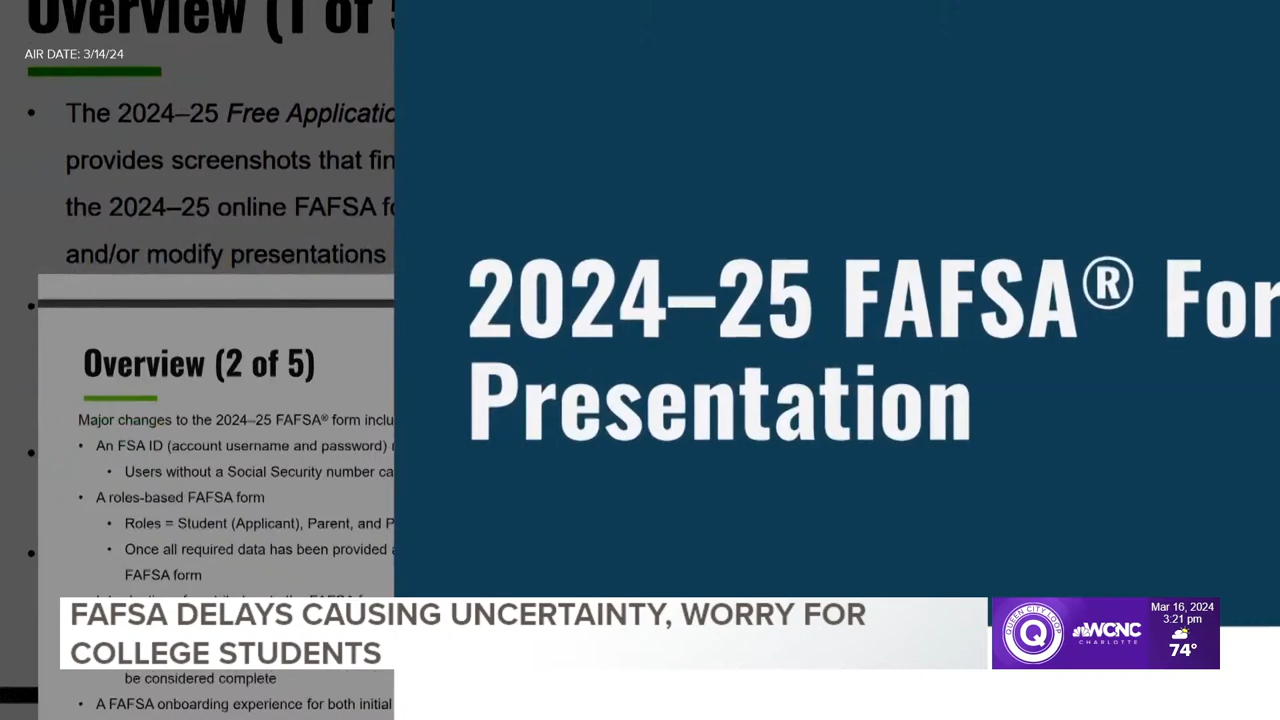 Overview (1 of 5
AIR DATE: 3/14/24
• The 2024–25 Free Applicatio
provides screenshots that fin
the 2024–25 online FAFSA fo
and/or modify presentations
Overview (2 of 5)
Major changes to the 2024–25 FAFSA® form inclu
• An FSA ID (account username and password)
• Users without a Social Security number ca
• A roles-based FAFSA form
• Roles = Student (Applicant), Parent, and P
• Once all required data has been provided
FAFSA form
be considered complete
• A FAFSA onboarding experience for both initial
2024–25 FAFSA® For
Presentation
FAFSA DELAYS CAUSING UNCERTAINTY, WORRY FOR
COLLEGE STUDENTS
QUEEN CITY LOOP
Q
WCNC
CHARLOTTE
Mar 16, 2024
3:21 pm
74°